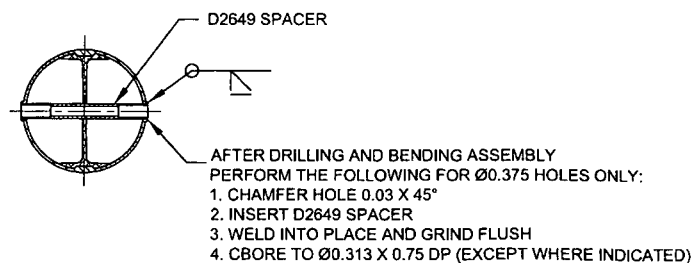 D2649 SPACER
AFTER DRILLING AND BENDING ASSEMBLY
PERFORM THE FOLLOWING FOR Ø0.375 HOLES ONLY:
1. CHAMFER HOLE 0.03 X 45°
2. INSERT D2649 SPACER
3. WELD INTO PLACE AND GRIND FLUSH
4. CBORE TO Ø0.313 X 0.75 DP (EXCEPT WHERE INDICATED)